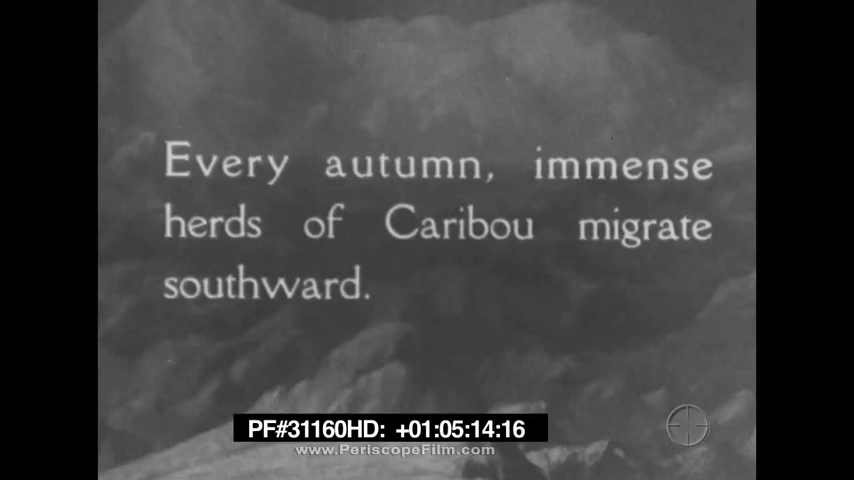 Every autumn, immense
herds of Caribou migrate
southward.
PF#31160HD: +01:05:14:16
www.PeriscopeFilm.com